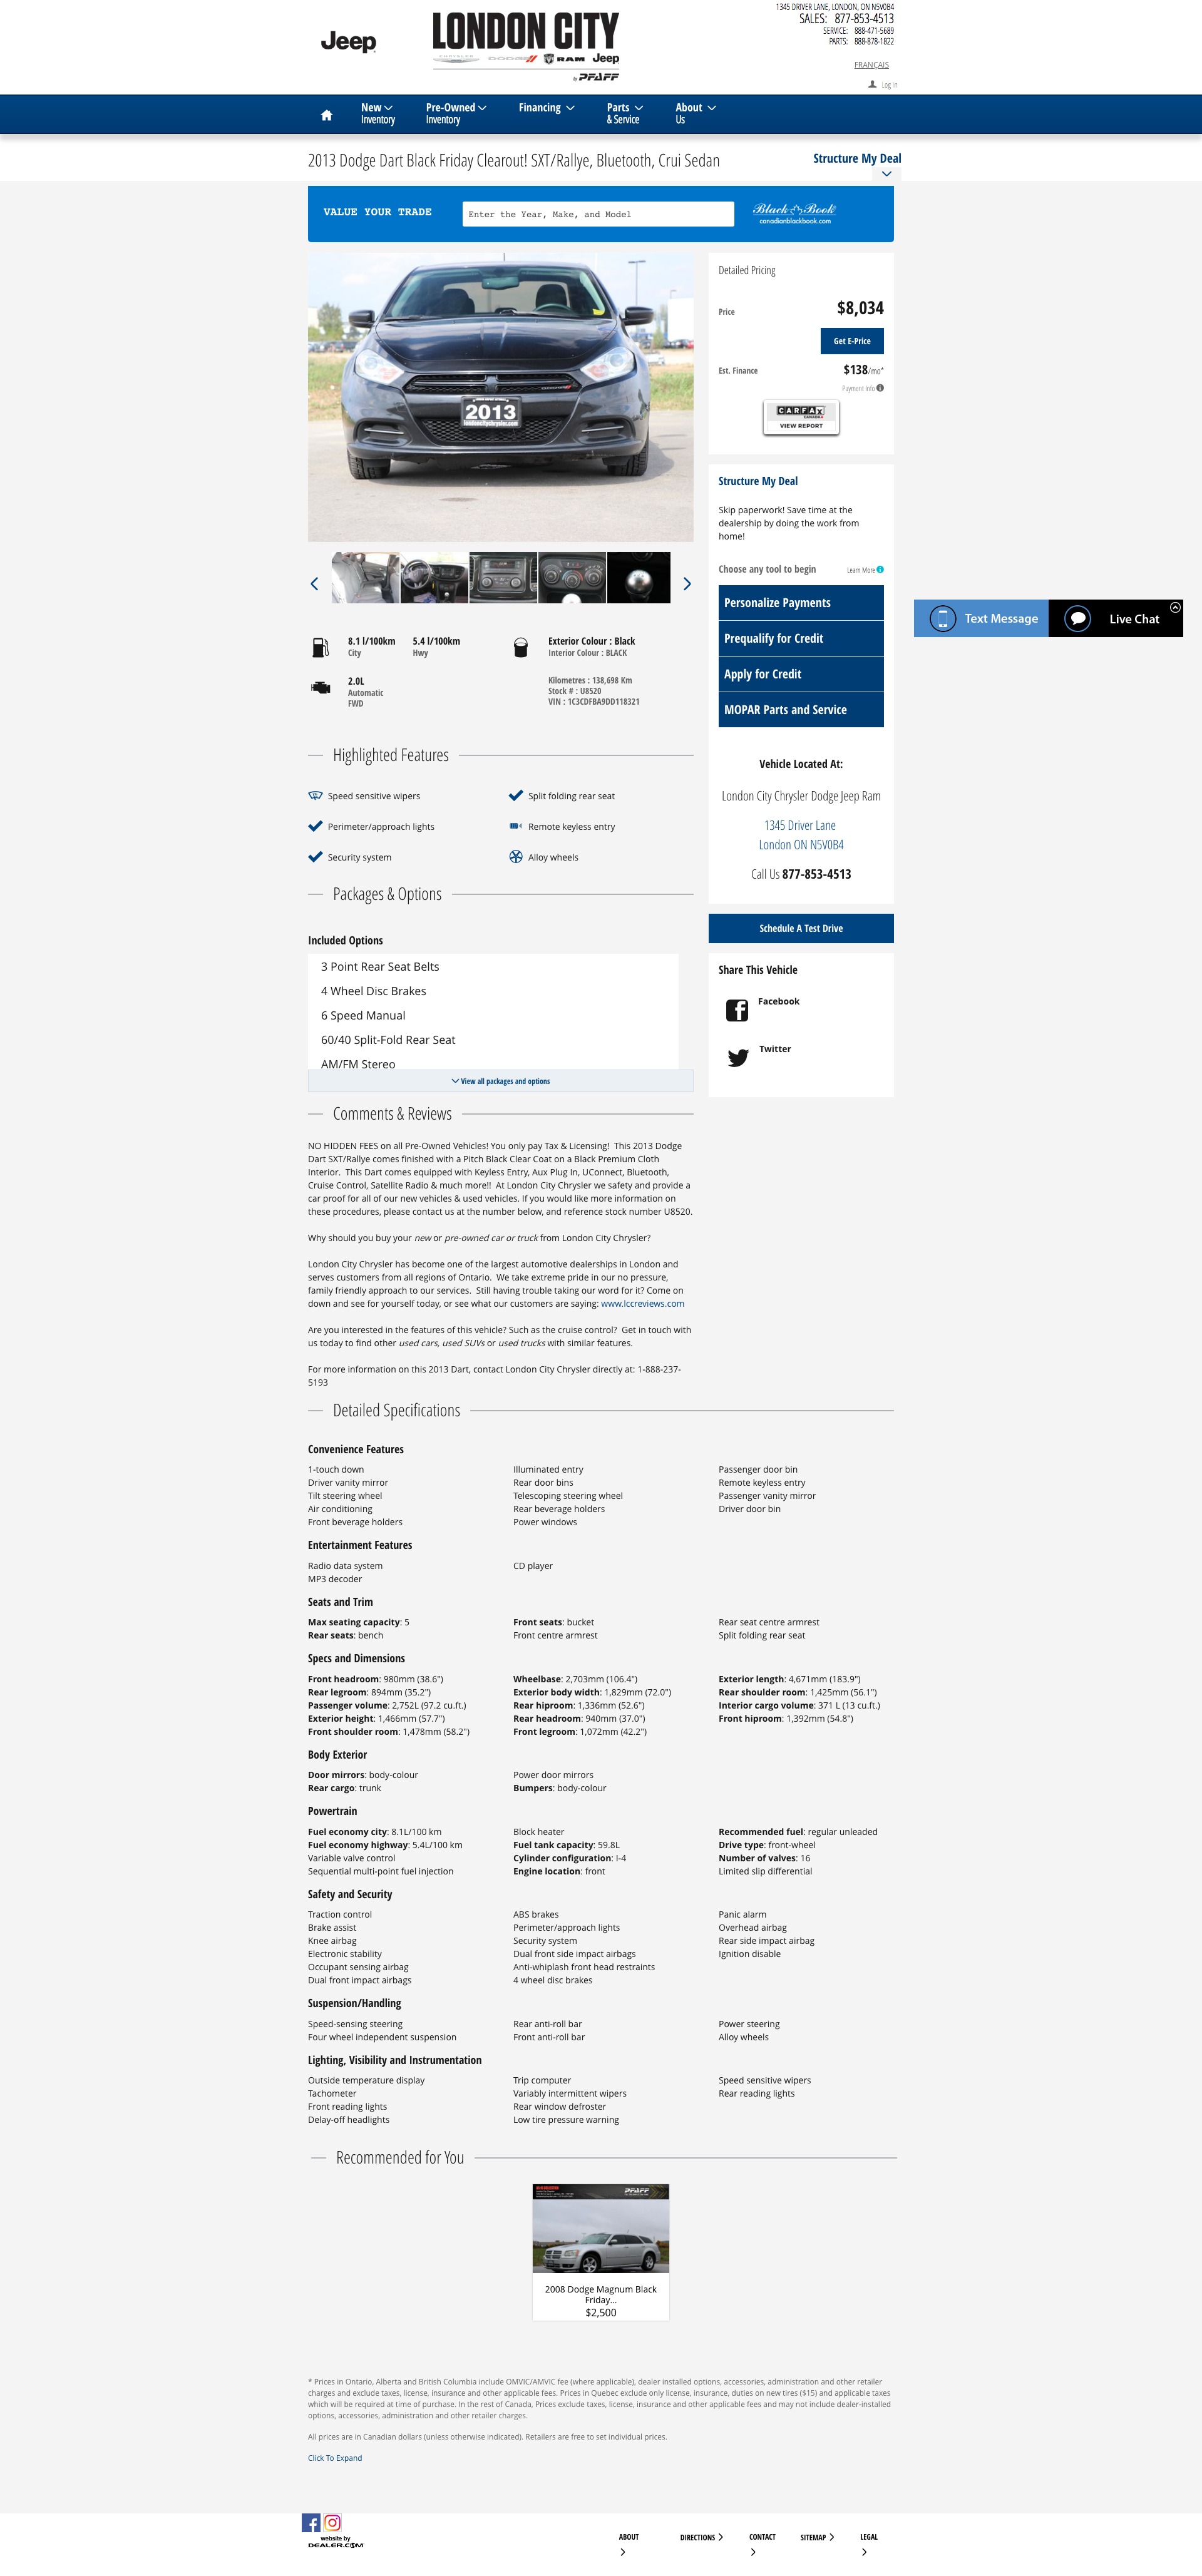 1345 DRIVER LANE, LONDON, ON N5V0B4
SALES: 877-853-4513
SERVICE: 888-471-5689
PARTS: 888-878-1822
Jeep
LONDON CITY
CHRYSLER DODGE RAM Jeep
by PFAFF
FRANÇAIS
Log in
New Inventory
Pre-Owned Inventory
Financing
Parts & Service
About Us
2013 Dodge Dart Black Friday Clearout! SXT/Rallye, Bluetooth, Crui Sedan
Structure My Deal
VALUE YOUR TRADE
Enter the Year, Make, and Model
Black Book
canadianblackbook.com
2013
londoncitychrysler.com
Detailed Pricing
Price $8,034
Get E-Price
Est. Finance $138/mo*
Payment Info
CARFAX
CANADA
VIEW REPORT
Structure My Deal
Skip paperwork! Save time at the
dealership by doing the work from
home!
Choose any tool to begin
Learn More
Personalize Payments
Prequalify for Credit
Apply for Credit
MOPAR Parts and Service
Text Message
Live Chat
8.1 l/100km
City
5.4 l/100km
Hwy
Exterior Colour : Black
Interior Colour : BLACK
2.0L
Automatic
FWD
Kilometres : 138,698 Km
Stock # : U8520
VIN : 1C3CDFBA9DD118321
Vehicle Located At:
London City Chrysler Dodge Jeep Ram
1345 Driver Lane
London ON N5V0B4
Call Us 877-853-4513
Schedule A Test Drive
Share This Vehicle
Facebook
Twitter
Highlighted Features
Speed sensitive wipers
Split folding rear seat
Perimeter/approach lights
Remote keyless entry
Security system
Alloy wheels
Packages & Options
Included Options
3 Point Rear Seat Belts
4 Wheel Disc Brakes
6 Speed Manual
60/40 Split-Fold Rear Seat
AM/FM Stereo
View all packages and options
Comments & Reviews
NO HIDDEN FEES on all Pre-Owned Vehicles! You only pay Tax & Licensing! This 2013 Dodge
Dart SXT/Rallye comes finished with a Pitch Black Clear Coat on a Black Premium Cloth
Interior. This Dart comes equipped with Keyless Entry, Aux Plug In, UConnect, Bluetooth,
Cruise Control, Satellite Radio & much more!! At London City Chrysler we safety and provide a
car proof for all of our new vehicles & used vehicles. If you would like more information on
these procedures, please contact us at the number below, and reference stock number U8520.
Why should you buy your new or pre-owned car or truck from London City Chrysler?
London City Chrysler has become one of the largest automotive dealerships in London and
serves customers from all regions of Ontario. We take extreme pride in our no pressure,
family friendly approach to our services. Still having trouble taking our word for it? Come on
down and see for yourself today, or see what our customers are saying: www.lccreviews.com
Are you interested in the features of this vehicle? Such as the cruise control? Get in touch with
us today to find other used cars, used SUVs or used trucks with similar features.
For more information on this 2013 Dart, contact London City Chrysler directly at: 1-888-237-
5193
Detailed Specifications
Convenience Features
1-touch down
Driver vanity mirror
Tilt steering wheel
Air conditioning
Front beverage holders
Illuminated entry
Rear door bins
Telescoping steering wheel
Rear beverage holders
Power windows
Passenger door bin
Remote keyless entry
Passenger vanity mirror
Driver door bin
Entertainment Features
Radio data system
MP3 decoder
CD player
Seats and Trim
Max seating capacity: 5
Rear seats: bench
Front seats: bucket
Front centre armrest
Rear seat centre armrest
Split folding rear seat
Specs and Dimensions
Front headroom: 980mm (38.6")
Rear legroom: 894mm (35.2")
Passenger volume: 2,752L (97.2 cu.ft.)
Exterior height: 1,466mm (57.7")
Front shoulder room: 1,478mm (58.2")
Wheelbase: 2,703mm (106.4")
Exterior body width: 1,829mm (72.0")
Rear hiproom: 1,336mm (52.6")
Rear headroom: 940mm (37.0")
Front legroom: 1,072mm (42.2")
Exterior length: 4,671mm (183.9")
Rear shoulder room: 1,425mm (56.1")
Interior cargo volume: 371 L (13 cu.ft.)
Front hiproom: 1,392mm (54.8")
Body Exterior
Door mirrors: body-colour
Rear cargo: trunk
Power door mirrors
Bumpers: body-colour
Powertrain
Fuel economy city: 8.1L/100 km
Fuel economy highway: 5.4L/100 km
Variable valve control
Sequential multi-point fuel injection
Block heater
Fuel tank capacity: 59.8L
Cylinder configuration: I-4
Engine location: front
Recommended fuel: regular unleaded
Drive type: front-wheel
Number of valves: 16
Limited slip differential
Safety and Security
Traction control
Brake assist
Knee airbag
Electronic stability
Occupant sensing airbag
Dual front impact airbags
ABS brakes
Perimeter/approach lights
Security system
Dual front side impact airbags
Anti-whiplash front head restraints
4 wheel disc brakes
Panic alarm
Overhead airbag
Rear side impact airbag
Ignition disable
Suspension/Handling
Speed-sensing steering
Four wheel independent suspension
Rear anti-roll bar
Front anti-roll bar
Power steering
Alloy wheels
Lighting, Visibility and Instrumentation
Outside temperature display
Tachometer
Front reading lights
Delay-off headlights
Trip computer
Variably intermittent wipers
Rear window defroster
Low tire pressure warning
Speed sensitive wipers
Rear reading lights
Recommended for You
PFAFF
2008 Dodge Magnum Black
Friday...
$2,500
* Prices in Ontario, Alberta and British Columbia include OMVIC/AMVIC fee (where applicable), dealer installed options, accessories, administration and other retailer
charges and exclude taxes, license, insurance and other applicable fees. Prices in Quebec exclude only license, insurance, duties on new tires ($15) and applicable taxes
which will be required at time of purchase. In the rest of Canada, Prices exclude taxes, license, insurance and other applicable fees and may not include dealer-installed
options, accessories, administration and other retailer charges.
All prices are in Canadian dollars (unless otherwise indicated). Retailers are free to set individual prices.
Click To Expand
website by
DEALER.COM
ABOUT
DIRECTIONS
CONTACT
SITEMAP
LEGAL